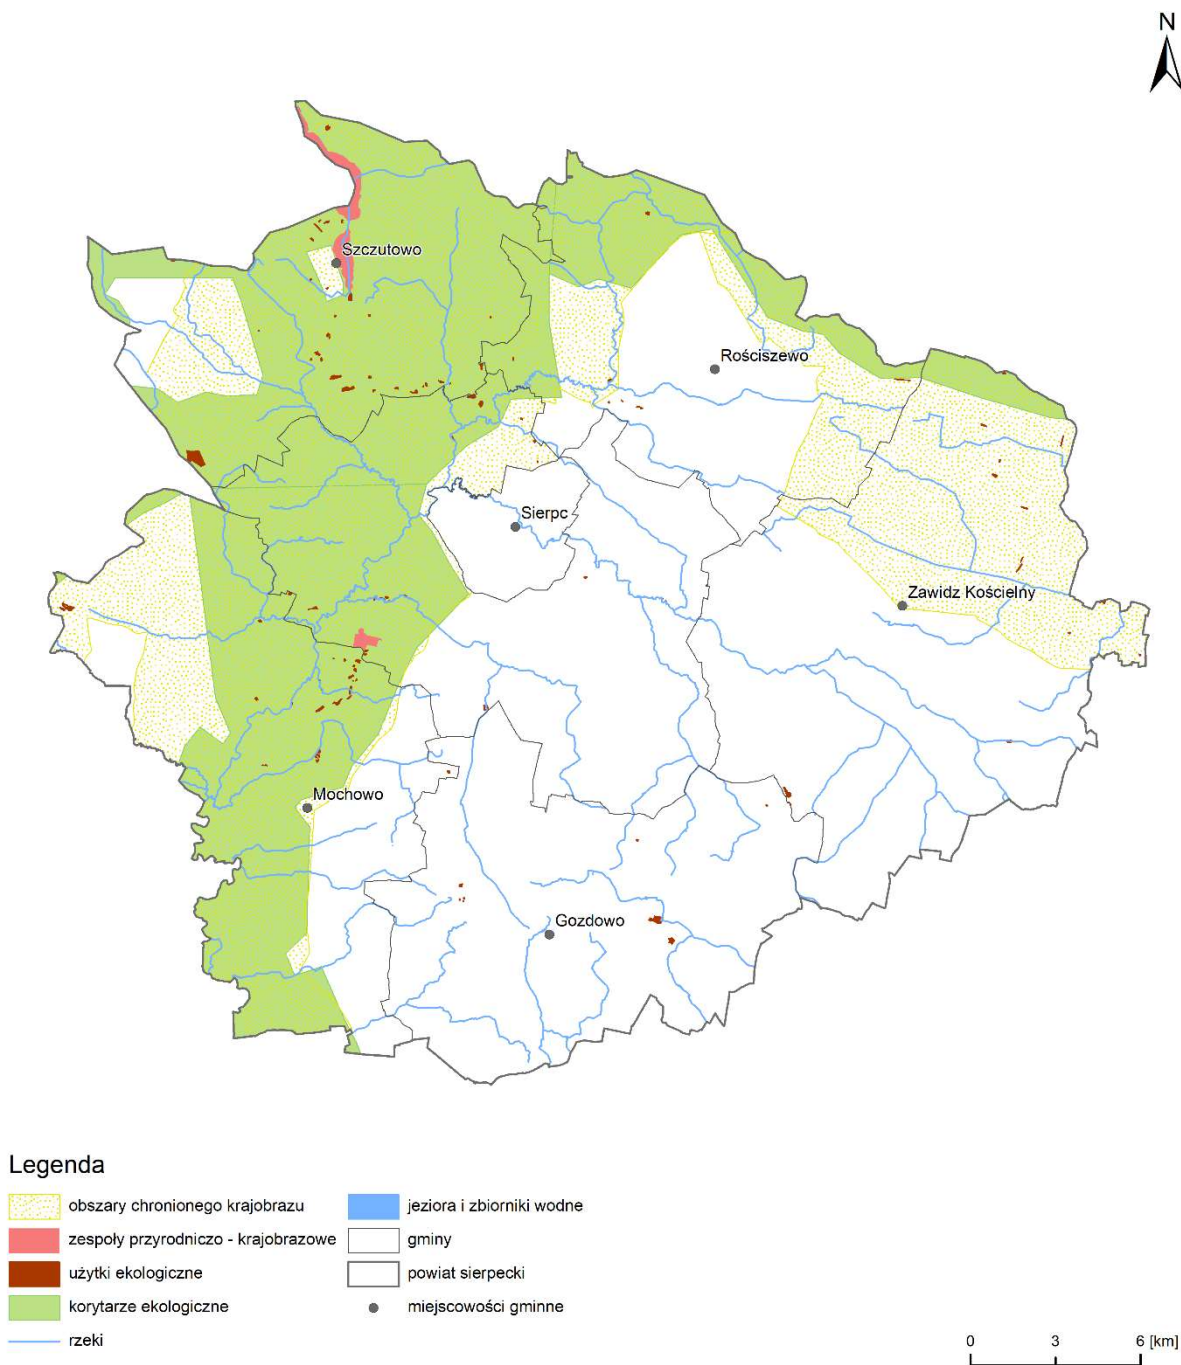 N
Szczutowo
Rościszewo
Sierpc
Zawidz Kościelny
Mochowo
Gozdowo
Legenda
obszary chronionego krajobrazu
zespoły przyrodniczo - krajobrazowe
użytki ekologiczne
korytarze ekologiczne
rzeki
jeziora i zbiorniki wodne
gminy
powiat sierpecki
miejscowości gminne
0 3 6 [km]